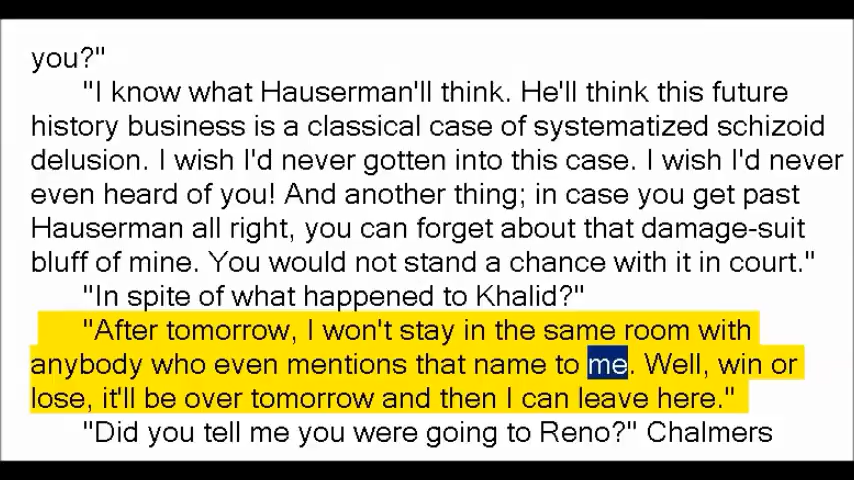 you?"
"I know what Hauserman'll think. He'll think this future
history business is a classical case of systematized schizoid
delusion. I wish I'd never gotten into this case. I wish I'd never
even heard of you! And another thing; in case you get past
Hauserman all right, you can forget about that damage-suit
bluff of mine. You would not stand a chance with it in court."
"In spite of what happened to Khalid?"
"After tomorrow, I won't stay in the same room with
anybody who even mentions that name to me. Well, win or
lose, it'll be over tomorrow and then I can leave here."
"Did you tell me you were going to Reno?" Chalmers